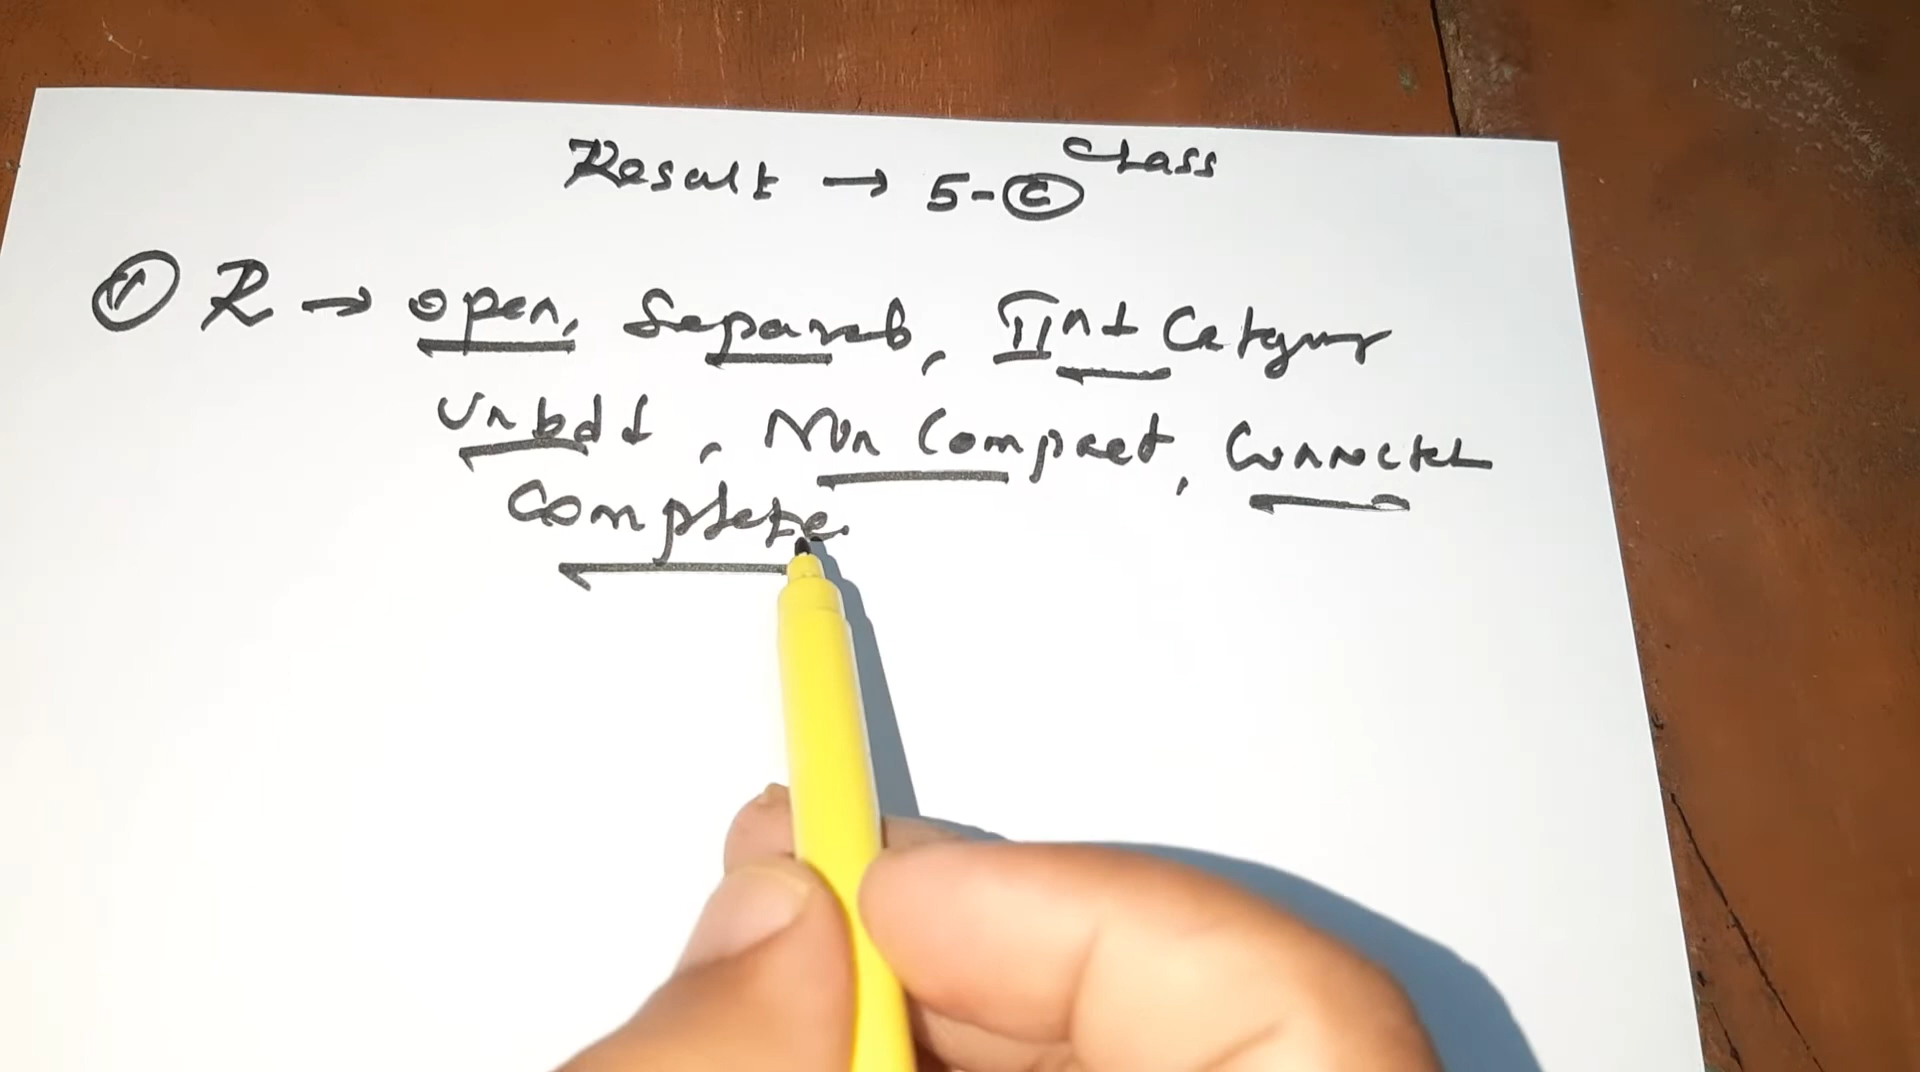 Result → 5-© Class
① R → open, Separab, IInd Category
Unbdd, Non Compact, Connected
Complete.